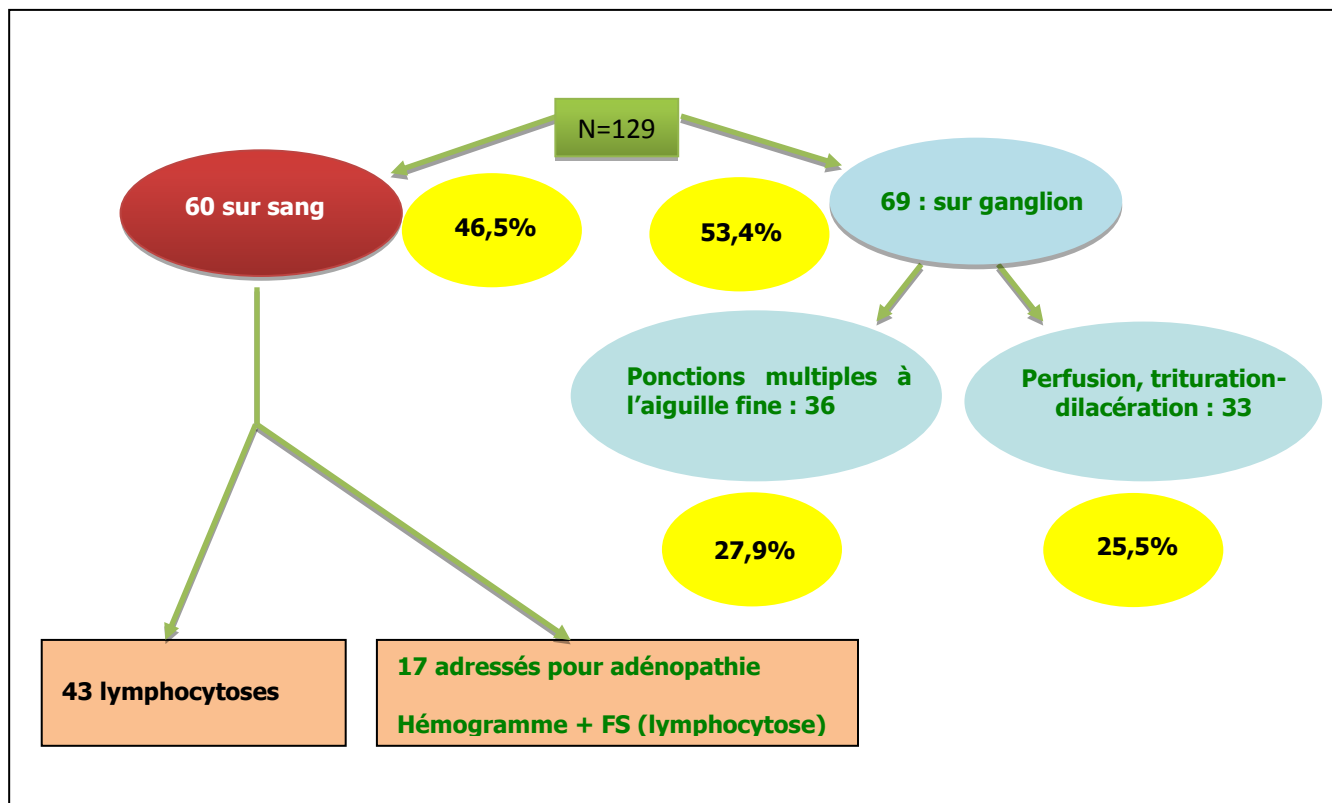 N=129
60 sur sang
46,5%
53,4%
69 : sur ganglion
Ponctions multiples à
l’aiguille fine : 36
Perfusion, trituration-
dilacération : 33
27,9%
25,5%
43 lymphocytoses
17 adressés pour adénopathie
Hémogramme + FS (lymphocytose)